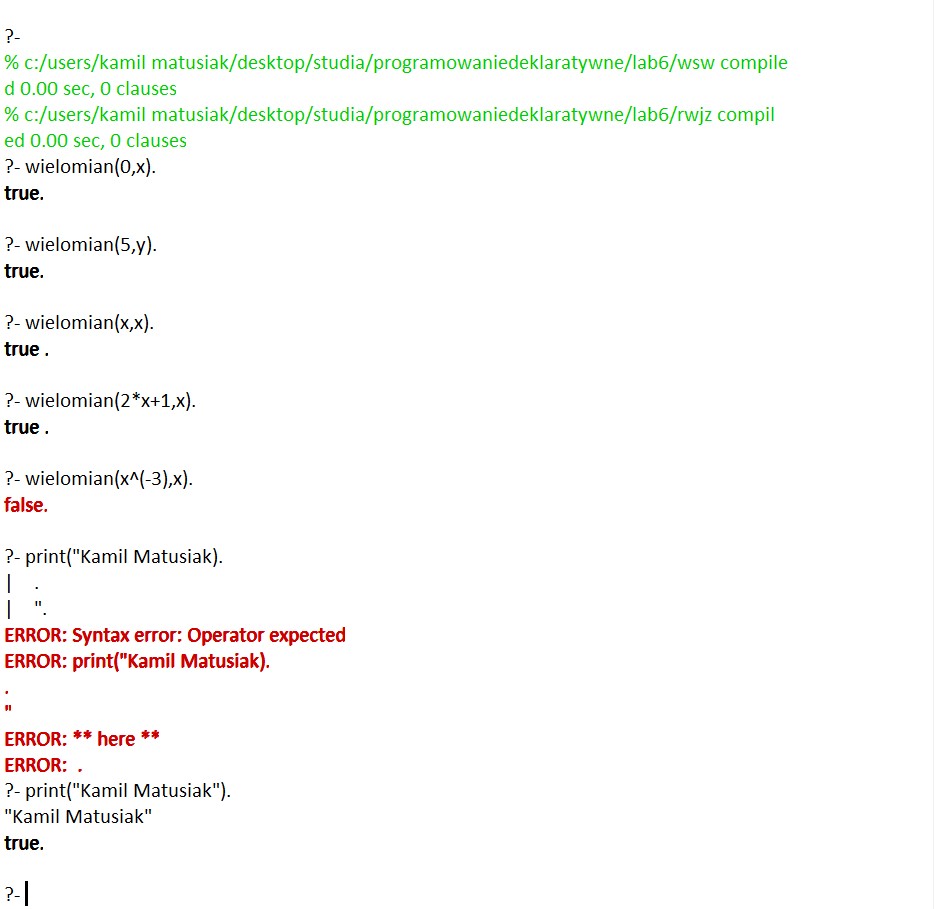 ?-
% c:/users/kamil matusiak/desktop/studia/programowaniedeklaratywne/lab6/wsw compile
d 0.00 sec, 0 clauses
% c:/users/kamil matusiak/desktop/studia/programowaniedeklaratywne/lab6/rwjz compil
ed 0.00 sec, 0 clauses
?- wielomian(0,x).
true.
?- wielomian(5,y).
true.
?- wielomian(x,x).
true .
?- wielomian(2*x+1,x).
true .
?- wielomian(x^(-3),x).
false.
?- print("Kamil Matusiak).
|    .
|    ".
ERROR: Syntax error: Operator expected
ERROR: print("Kamil Matusiak).
.
"
ERROR: ** here **
ERROR:  .
?- print("Kamil Matusiak").
"Kamil Matusiak"
true.
?-